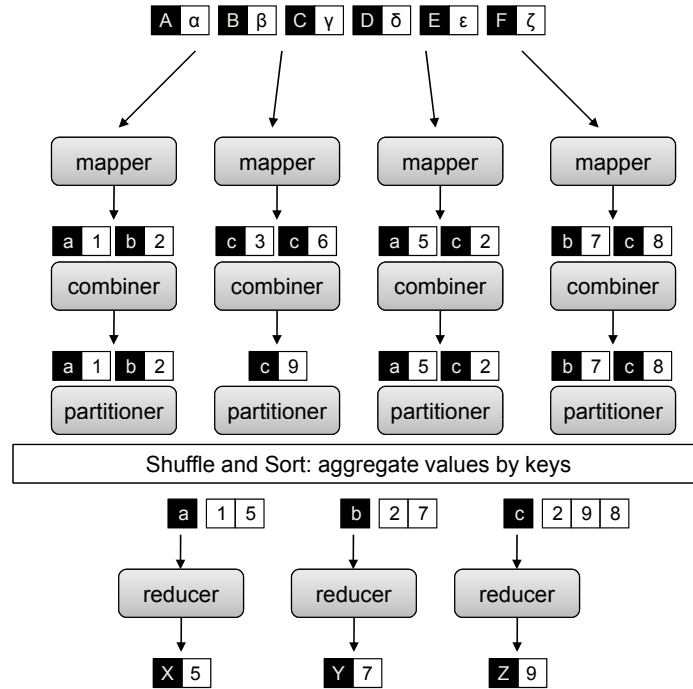 A α B β C γ D δ E ε F ζ
mapper mapper mapper mapper
a 1 b 2 c 3 c 6 a 5 c 2 b 7 c 8
combiner combiner combiner combiner
a 1 b 2 c 9 a 5 c 2 b 7 c 8
partitioner partitioner partitioner partitioner
Shuffle and Sort: aggregate values by keys
a 1 5 b 2 7 c 2 9 8
reducer reducer reducer
X 5 Y 7 Z 9